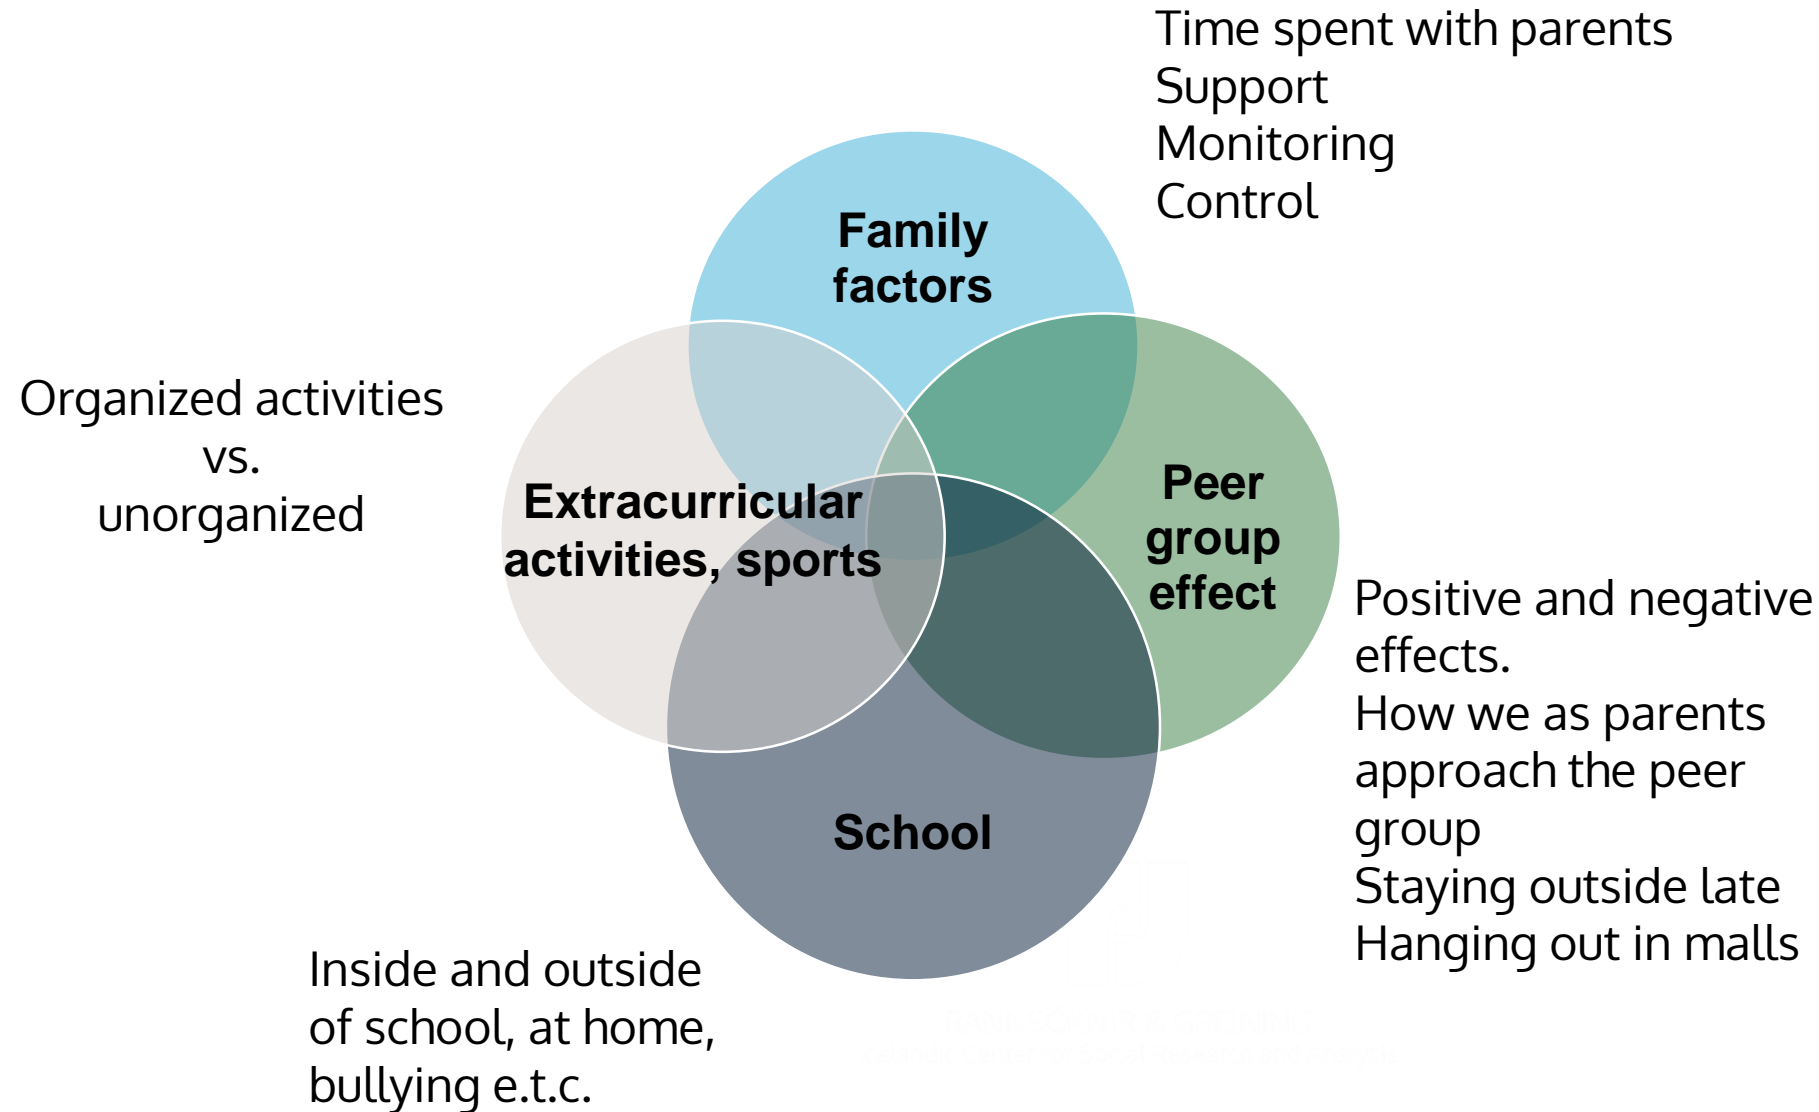 Time spent with parents
Support
Monitoring
Control
Family
factors
Organized activities
vs.
unorganized
Extracurricular
activities, sports
Peer
group
effect
Positive and negative
effects.
How we as parents
approach the peer
group
Staying outside late
Hanging out in malls
School
Inside and outside
of school, at home,
bullying e.t.c.